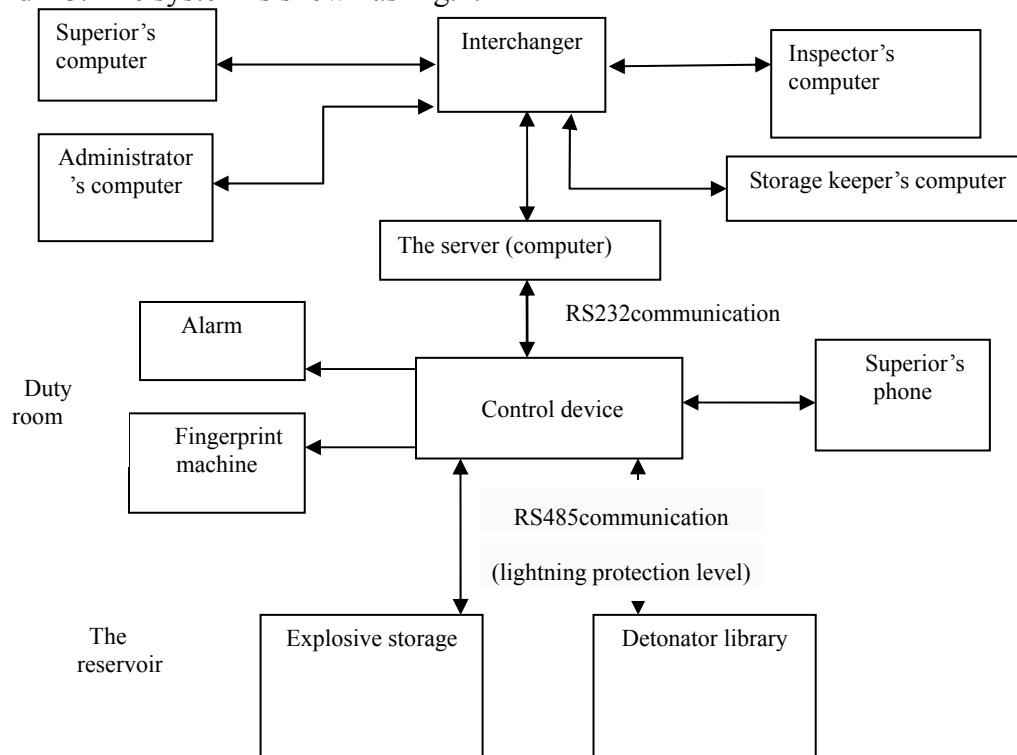 Superior’s
computer
Interchanger
Inspector’s
computer
Administrator
’s computer
Storage keeper’s computer
The server (computer)
RS232communication
Alarm
Superior’s
phone
Duty
room
Control device
Fingerprint
machine
RS485communication
(lightning protection level)
The
reservoir
Explosive storage
Detonator library